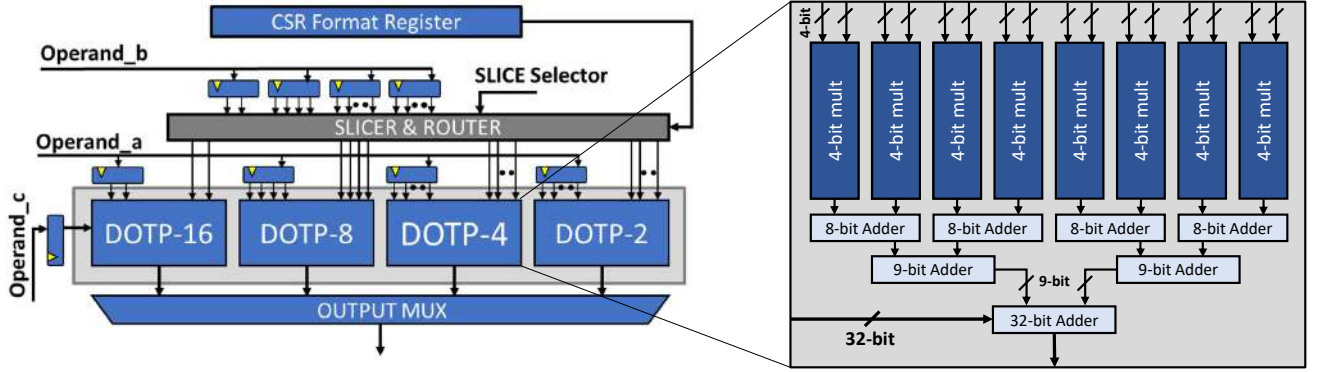 CSR Format Register
Operand_b
SLICE Selector
SLICER & ROUTER
Operand_a
Operand_c
DOTP-16
DOTP-8
DOTP-4
DOTP-2
OUTPUT MUX
4-bit
4-bit mult
4-bit mult
4-bit mult
4-bit mult
4-bit mult
4-bit mult
4-bit mult
4-bit mult
8-bit Adder
8-bit Adder
8-bit Adder
8-bit Adder
9-bit Adder
9-bit Adder
9-bit
32-bit Adder
32-bit